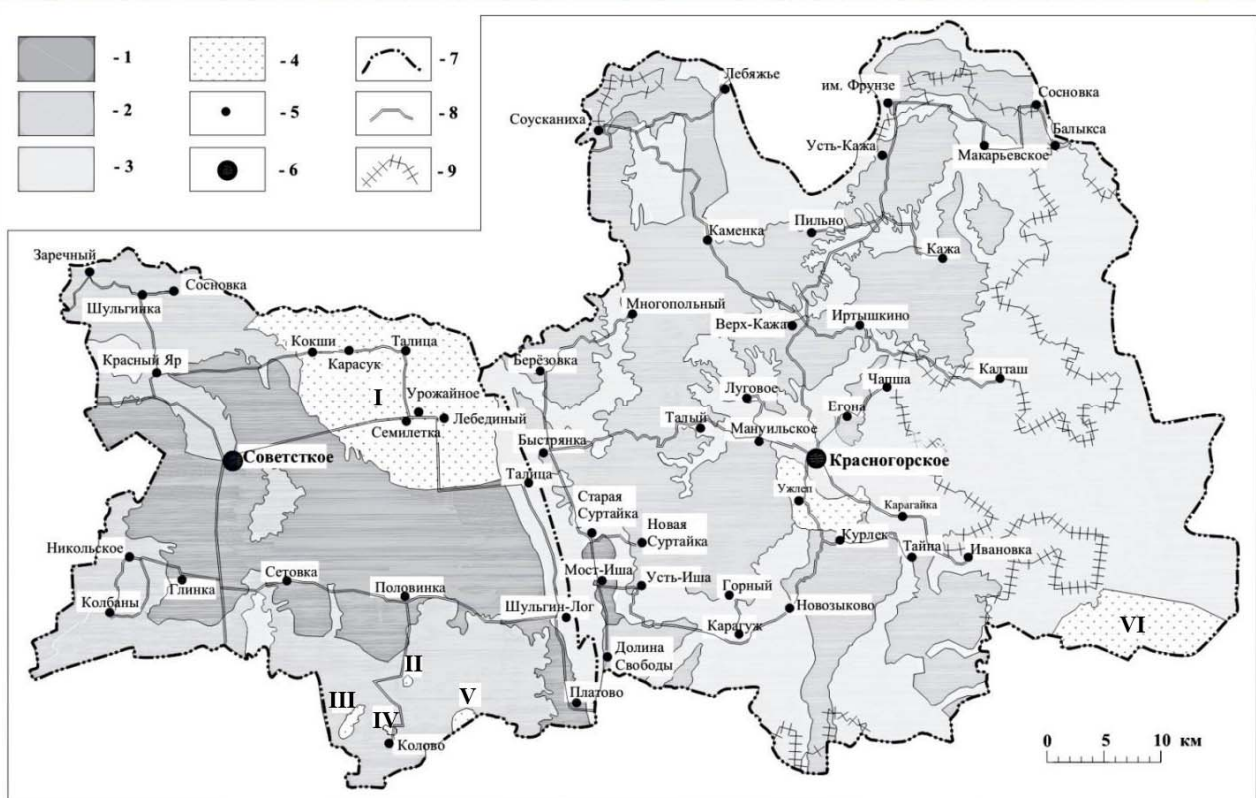 - 1
- 4
- 7
- 2
- 5
- 8
- 3
- 6
- 9
Лебяжье
им. Фрунзе
Сосновка
Соусканиха
Балыкса
Усть-Кажа
Макарьевское
Пильно
Каменка
Кажа
Заречный
Сосновка
Шульгинка
Многопольный
Верх-Кажа
Иртышкино
Кокши
Талица
Карасук
Красный Яр
Берёзовка
Калташ
Чапша
Луговое
I
Урожайное
Егона
Лебединый
Талый
Семилетка
Мануильское
Быстрянка
Советсткое
Красногорское
Талица
Ужлеп
Старая
Суртайка
Карагайка
Новая
Суртайка
Курлек
Никольское
Тайна
Ивановка
Сетовка
Мост-Иша
Глинка
Половинка
Усть-Иша
Горный
Колбаны
Шульгин-Лог
Новозыково
VI
Карагуж
Долина
Свободы
II
III
V
Платово
IV
Колово
0 5 10 км